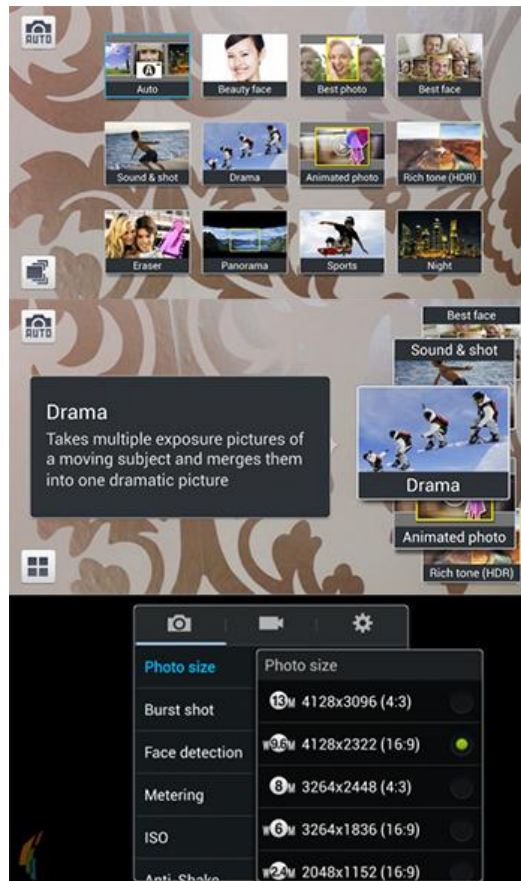 AUTO
Auto
Beauty face
Best photo
Best face
Sound & shot
Drama
Animated photo
Rich tone (HDR)
Eraser
Panorama
Sports
Night
AUTO
Best face
Sound & shot
Drama
Takes multiple exposure pictures of
a moving subject and merges them
into one dramatic picture
Drama
Animated photo
Rich tone (HDR)
Photo size
Burst shot
Face detection
Metering
ISO
Anti-Shake
Photo size
13M 4128x3096 (4:3)
W9.6M 4128x2322 (16:9)
8M 3264x2448 (4:3)
W6M 3264x1836 (16:9)
W2.4M 2048x1152 (16:9)